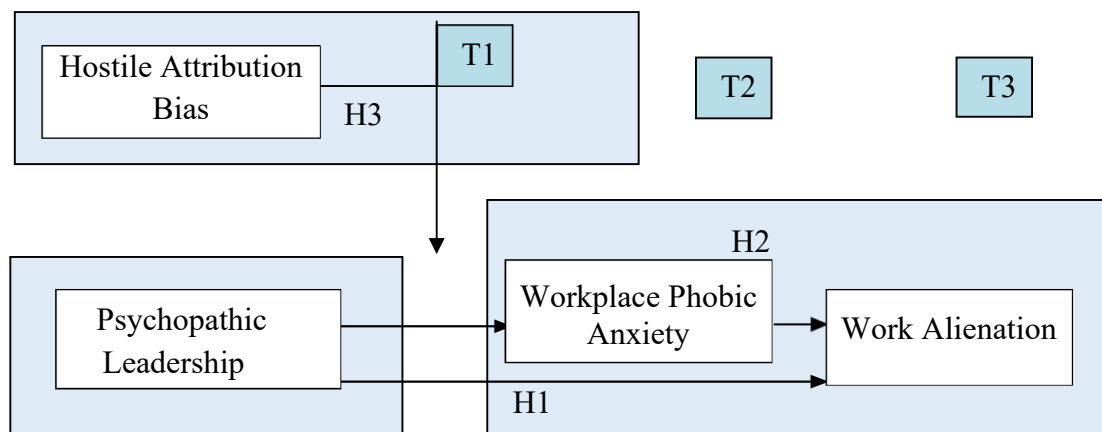 Hostile Attribution
Bias
H3
T1
T2
T3
Psychopathic
Leadership
H2
Workplace Phobic
Anxiety
Work Alienation
H1